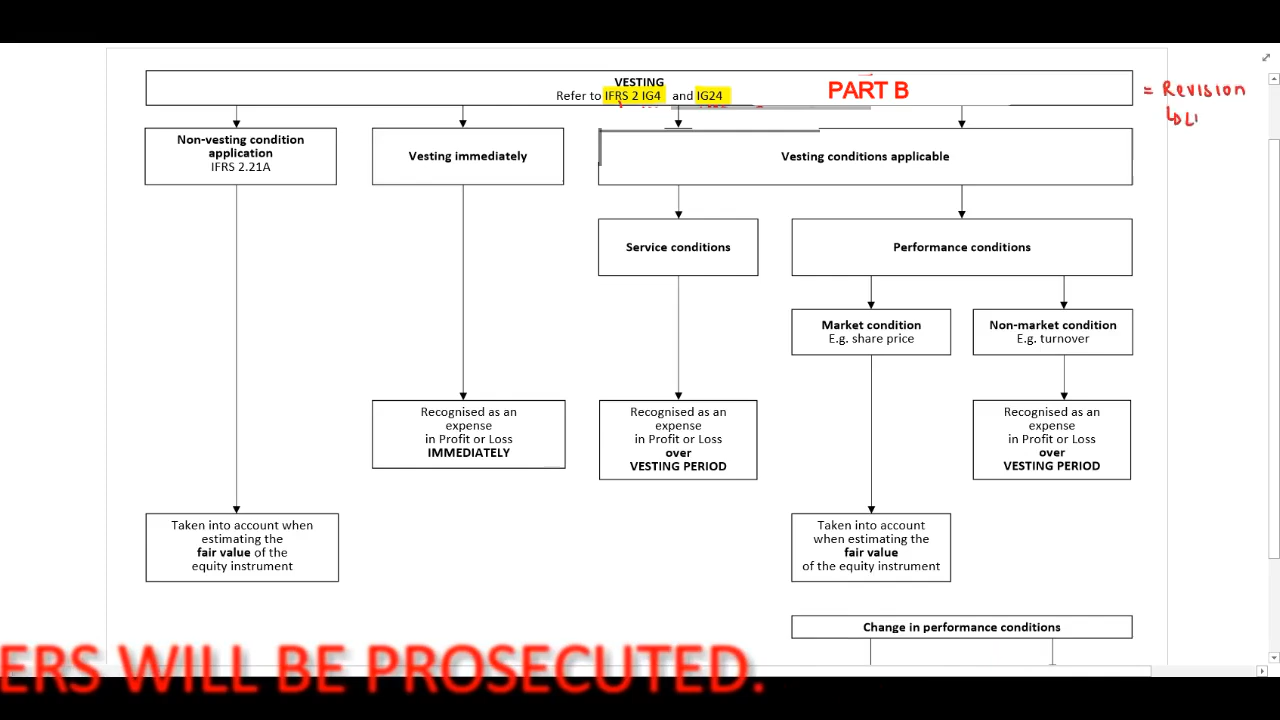 VESTING
Refer to IFRS 2 IG4 and IG24
PART B
= Revision
Non-vesting condition
application
IFRS 2.21A
Vesting immediately
Vesting conditions applicable
Service conditions
Performance conditions
Market condition
E.g. share price
Non-market condition
E.g. turnover
Recognised as an
expense
in Profit or Loss
IMMEDIATELY
Recognised as an
expense
in Profit or Loss
over
VESTING PERIOD
Recognised as an
expense
in Profit or Loss
over
VESTING PERIOD
Taken into account when
estimating the
fair value of the
equity instrument
Taken into account
when estimating the
fair value
of the equity instrument
Change in performance conditions
ERS WILL BE PROSECUTED.